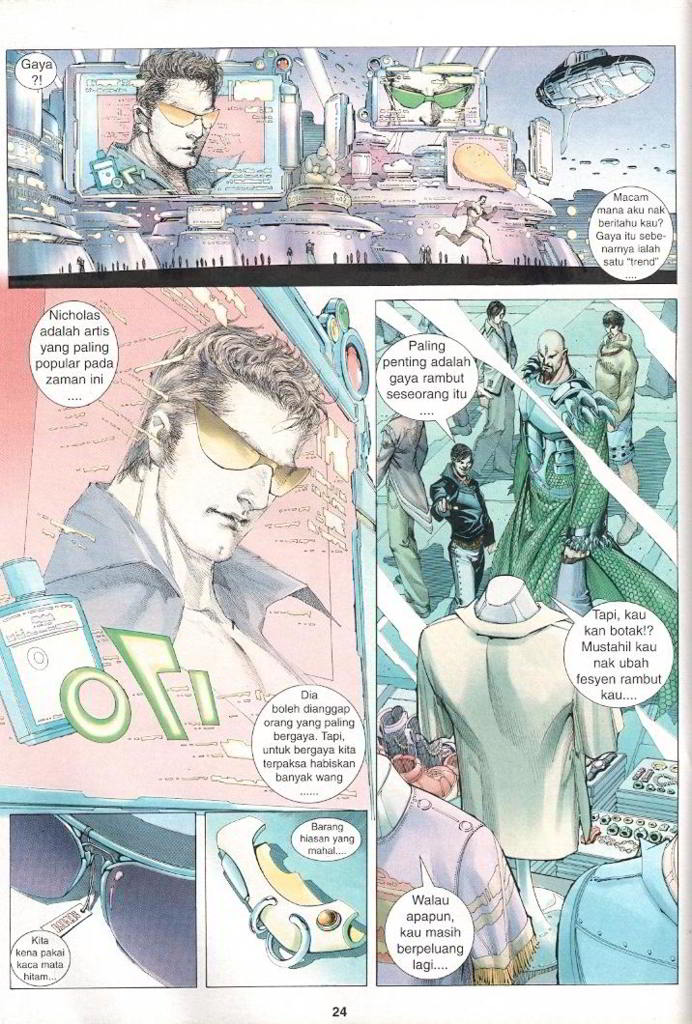 Gaya
?!
Macam
mana aku nak
beritahu kau?
Gaya itu sebe-
narnya ialah
satu "trend"
....
Nicholas
adalah artis
yang paling
popular pada
zaman ini
....
Dia
boleh dianggap
orang yang paling
bergaya. Tapi,
untuk bergaya kita
terpaksa habiskan
banyak wang
......
Paling
penting adalah
gaya rambut
seseorang itu
....
Tapi, kau
kan botak!?
Mustahil kau
nak ubah
fesyen rambut
kau....
Kita
kena pakai
kaca mata
hitam...
Barang
hiasan yang
mahal....
Walau
apapun,
kau masih
berpeluang
lagi....
24